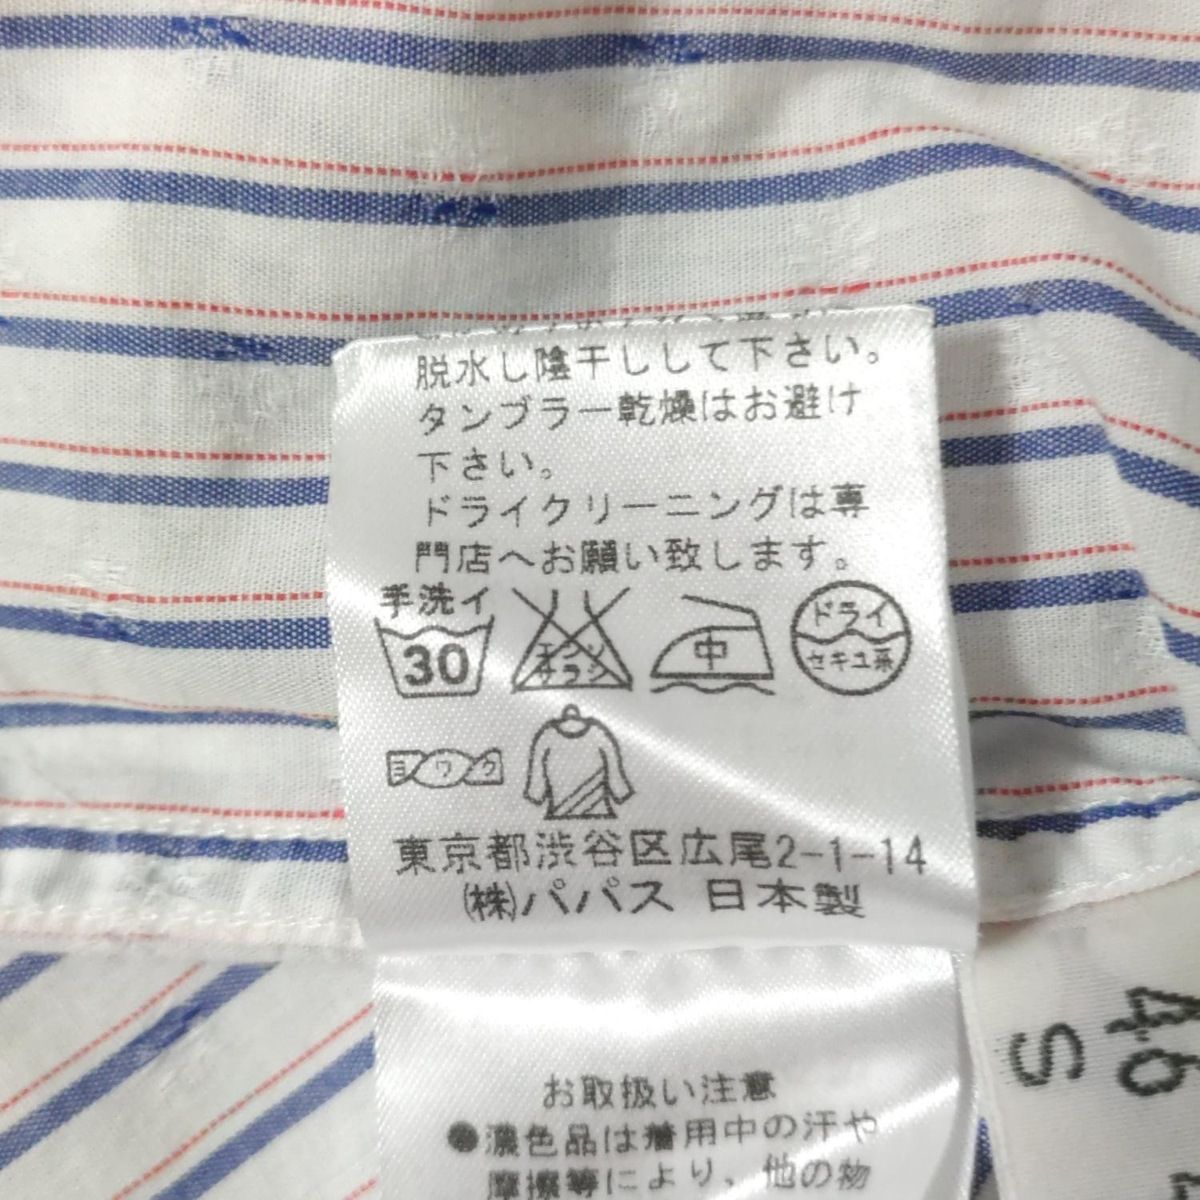 脱水し陰干しして下さい。
タンブラー乾燥はお避け
下さい。
ドライクリーニングは専
門店へお願い致します。
手洗イ
30
エンソ
サラシ
中
ドライ
セキユ系
ヨワク
東京都渋谷区広尾2-1-14
㈱パパス 日本製
お取扱い注意
●濃色品は着用中の汗や
摩擦等により、他の物
46
S